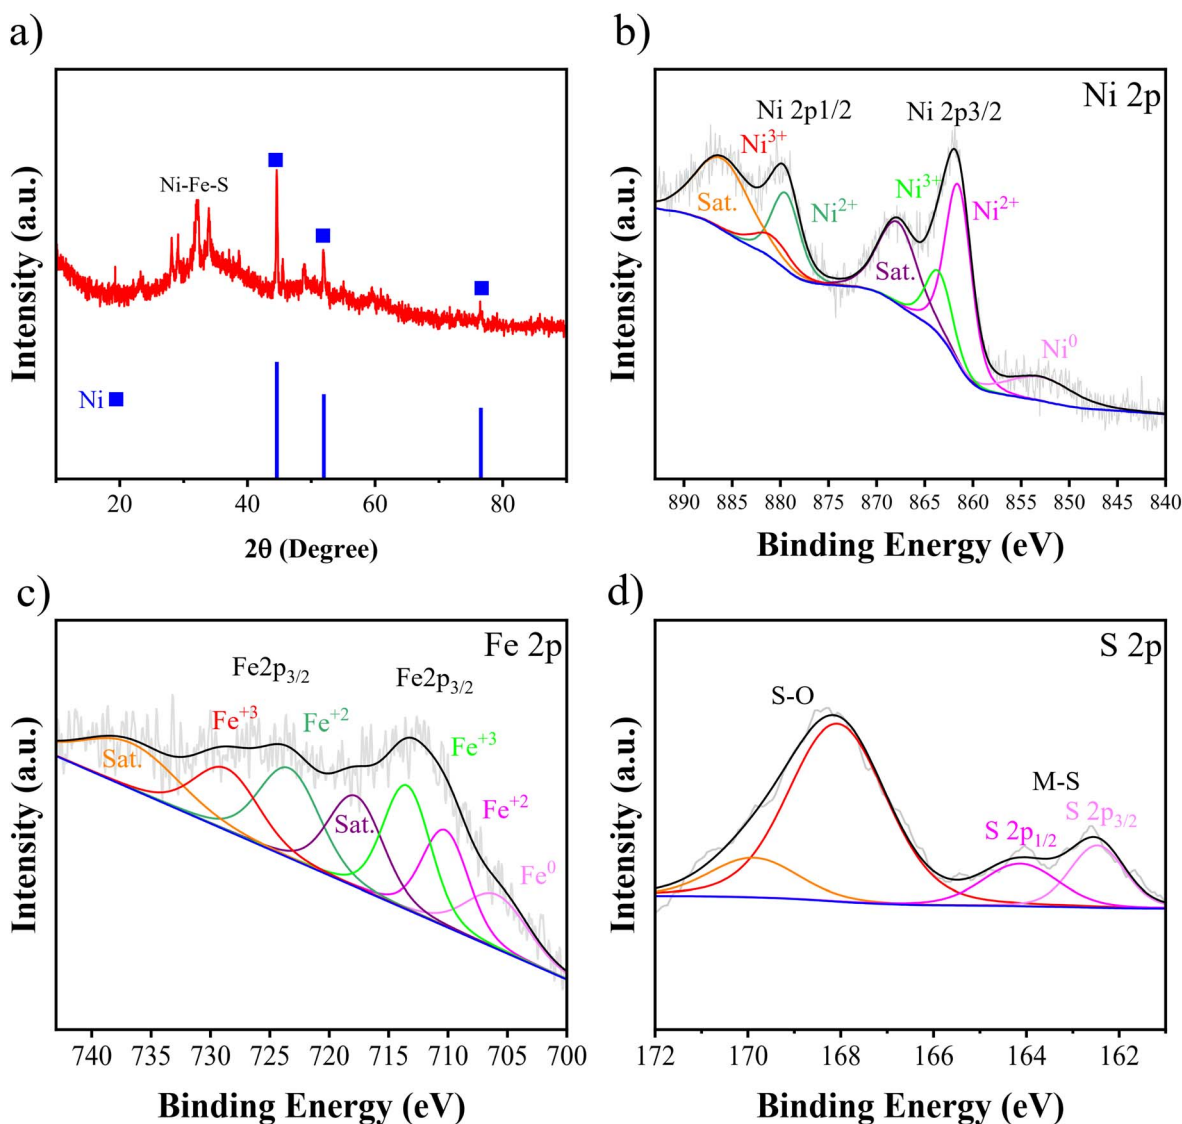 a)
Intensity (a.u.)
Ni-Fe-S
Ni
20 40 60 80
2θ (Degree)
b)
Intensity (a.u.)
Ni 2p
Ni 2p1/2 Ni 2p3/2
Ni³⁺
Sat.
Ni²⁺
Ni³⁺
Ni²⁺
Sat.
Ni⁰
890 885 880 875 870 865 860 855 850 845 840
Binding Energy (eV)
c)
Intensity (a.u.)
Fe 2p
Fe2p₃/₂ Fe2p₃/₂
Fe⁺³
Fe⁺²
Fe⁺³
Sat.
Sat.
Fe⁺²
Fe⁰
740 735 730 725 720 715 710 705 700
Binding Energy (eV)
d)
Intensity (a.u.)
S 2p
S-O
M-S
S 2p₁/₂
S 2p₃/₂
172 170 168 166 164 162
Binding Energy (eV)